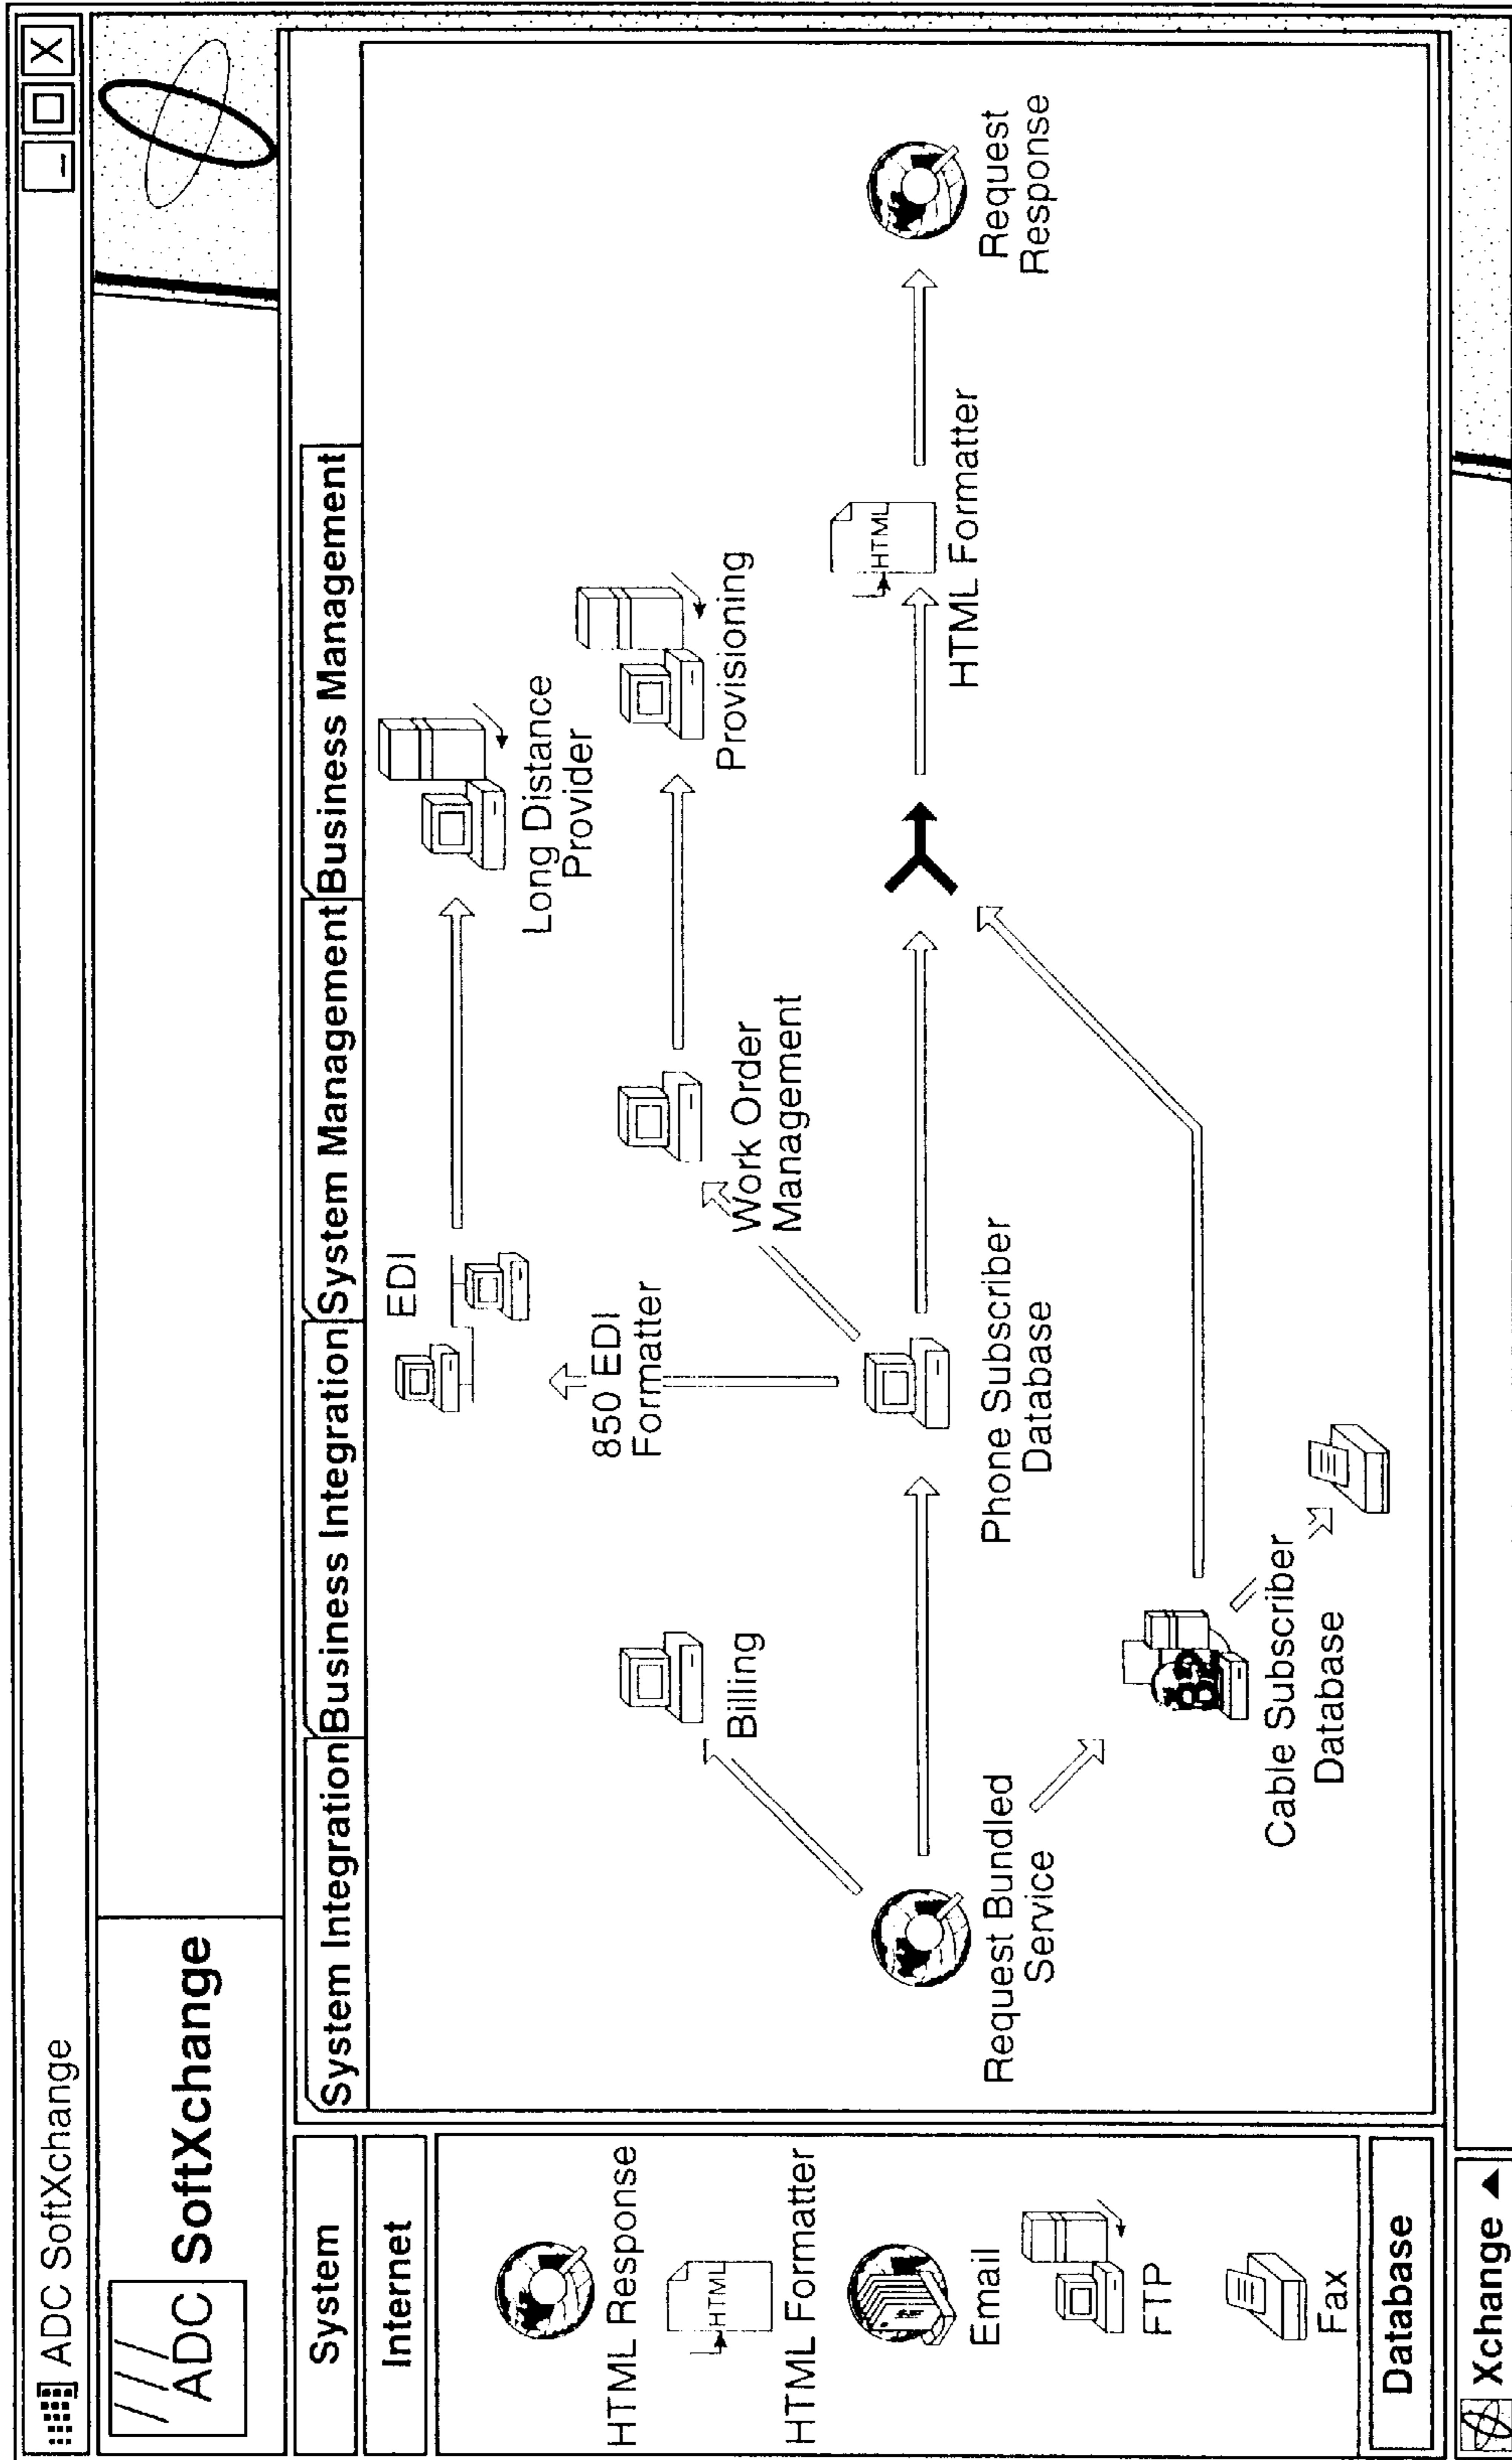 ADC SoftXchange
ADC SoftXchange
System
Internet
HTML Response
HTML
HTML Formatter
Email
FTP
Fax
Database
Xchange
System Integration
Business Integration
System Management
Business Management
EDI
Long Distance
Provider
850 EDI
Formatter
Billing
Work Order
Management
Provisioning
Request Bundled
Service
Phone Subscriber
Database
HTML
HTML Formatter
Request
Response
Cable Subscriber
Database